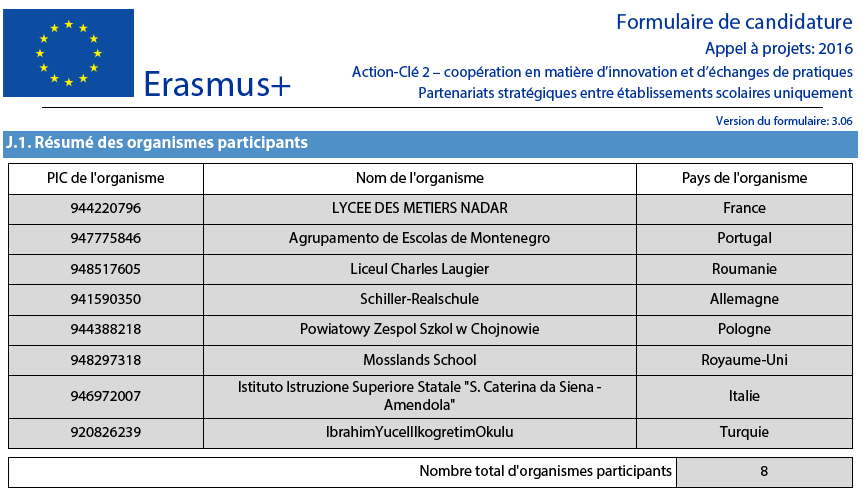 Formulaire de candidature
Appel à projets: 2016
Action-Clé 2 – coopération en matière d'innovation et d'échanges de pratiques
Erasmus+
Partenariats stratégiques entre établissements scolaires uniquement
Version du formulaire: 3.06
J.1. Résumé des organismes participants
PIC de l'organisme Nom de l'organisme Pays de l'organisme
944220796 LYCEE DES METIERS NADAR France
947775846 Agrupamento de Escolas de Montenegro Portugal
948517605 Liceul Charles Laugier Roumanie
941590350 Schiller-Realschule Allemagne
944388218 Powiatowy Zespol Szkol w Chojnowie Pologne
948297318 Mosslands School Royaume-Uni
946972007 Istituto Istruzione Superiore Statale "S. Caterina da Siena -
Amendola" Italie
920826239 IbrahimYucelIlkogretimOkulu Turquie
Nombre total d'organismes participants 8